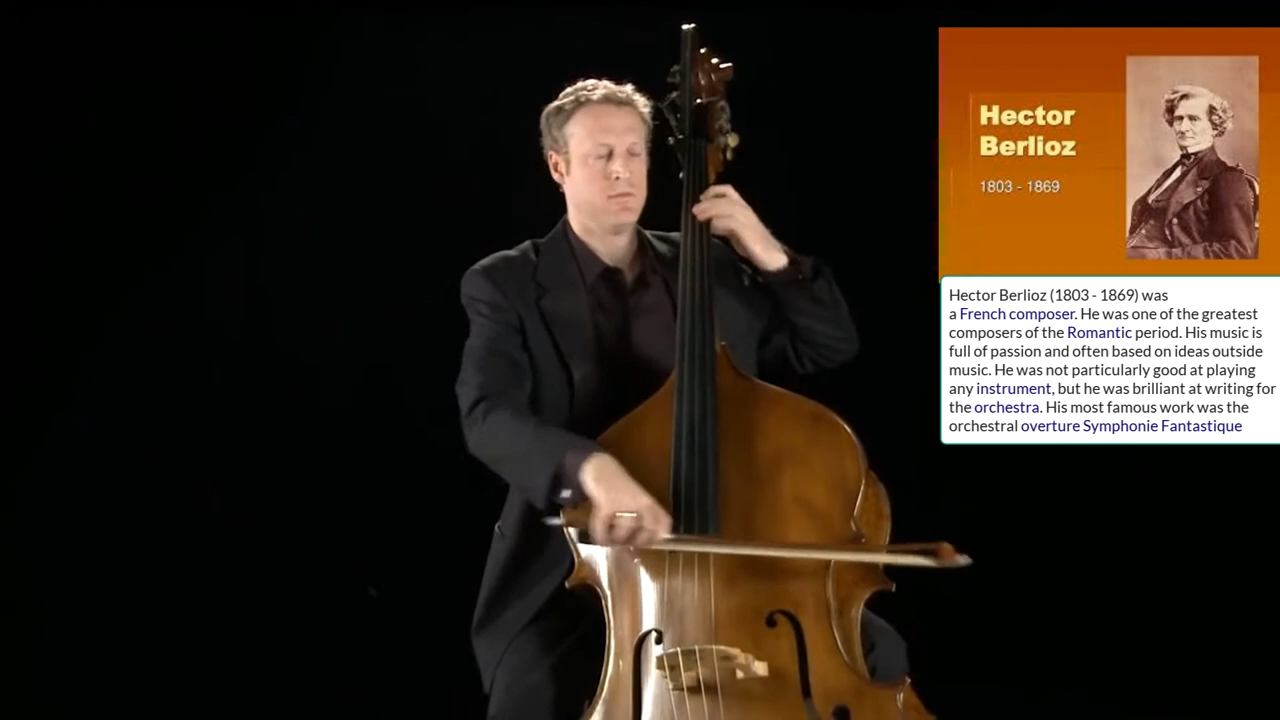 Hector
Berlioz
1803 - 1869
Hector Berlioz (1803 - 1869) was
a French composer. He was one of the greatest
composers of the Romantic period. His music is
full of passion and often based on ideas outside
music. He was not particularly good at playing
any instrument, but he was brilliant at writing for
the orchestra. His most famous work was the
orchestral overture Symphonie Fantastique